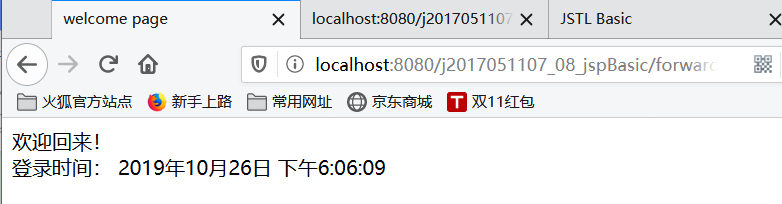 welcome page
localhost:8080/j2017051107
JSTL Basic
localhost:8080/j2017051107_08_jspBasic/forward
火狐官方站点 新手上路 常用网址 京东商城 T 双11红包
欢迎回来！
登录时间： 2019年10月26日 下午6:06:09